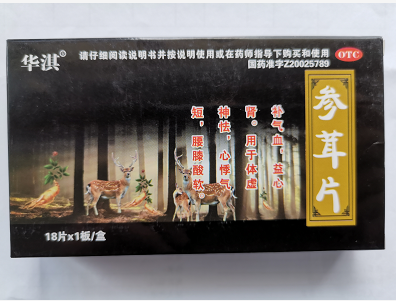 华淇®
请仔细阅读说明书并按说明使用或在药师指导下购买和使用
国药准字Z20025789
OTC
参茸片
补气血，益心
肾。用于体虚
神怯，心悸气
短，腰膝酸软。
18片x1板/盒